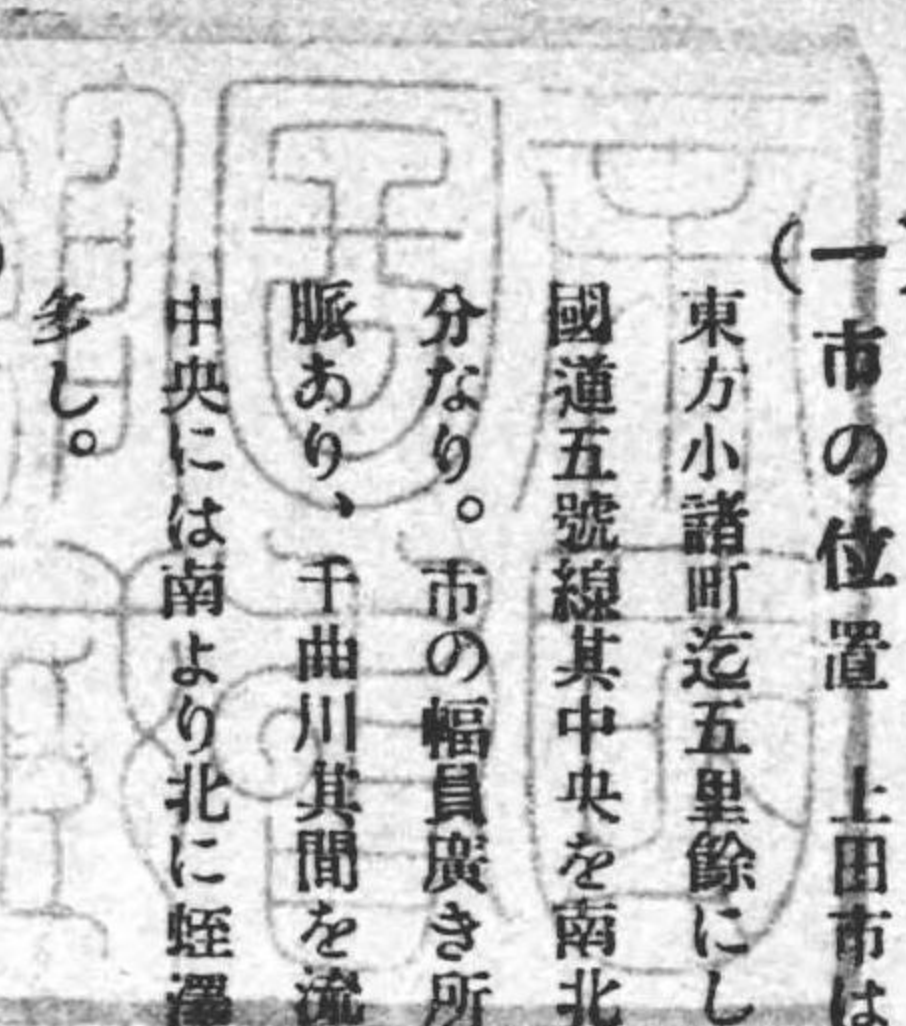 (一市の位置 上田市は
東方小諸町迄五里餘にし
國道五號線其中央を南北
分なり。市の幅員廣き所
脈あり、千曲川其間を流
中央には南より北に蛭澤
多し。